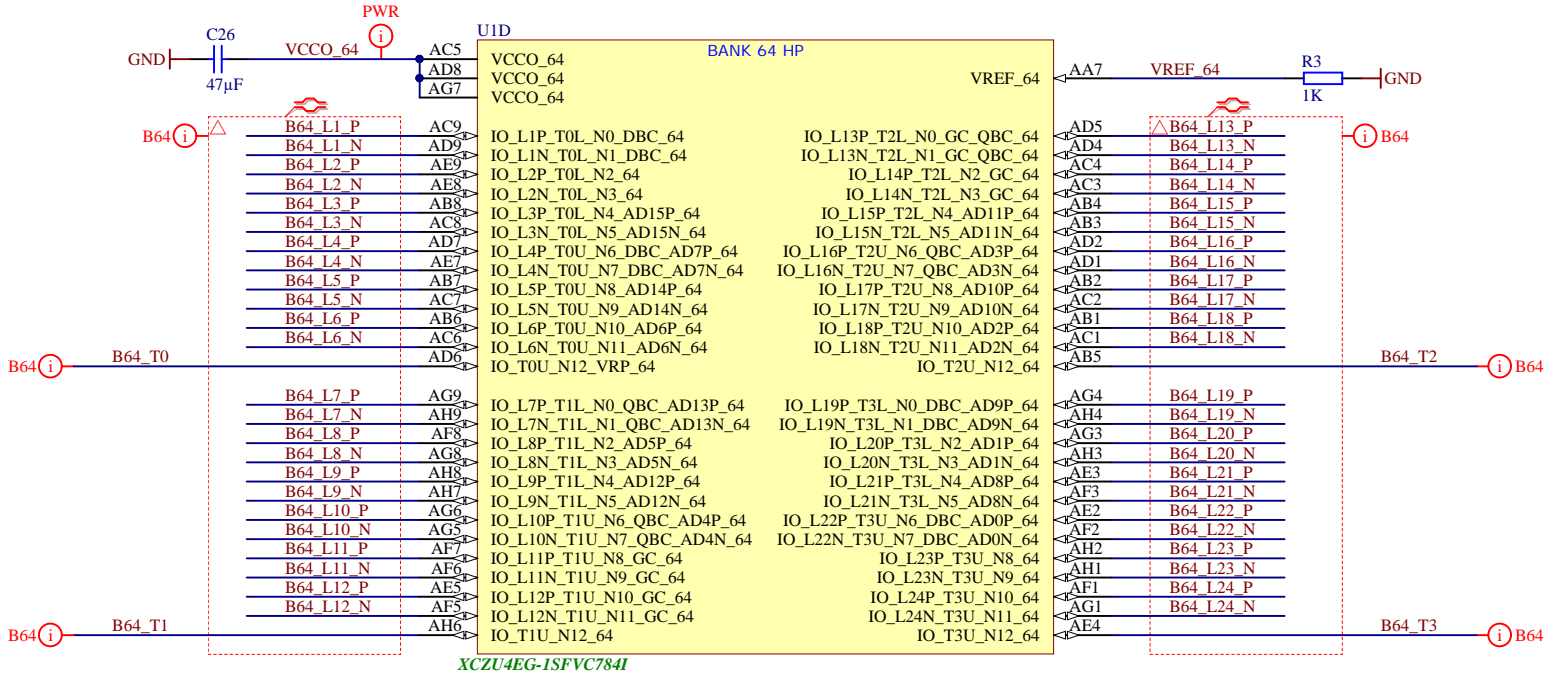 PWR
C26
U1D
GND VCCO_64 AC5 VCCO_64 BANK 64 HP
47µF AD8 VCCO_64 VREF_64 AA7 VREF_64 R3 GND
AG7 VCCO_64 1K
B64 B64_L1_P AC9 IO_L1P_T0L_N0_DBC_64 IO_L13P_T2L_N0_GC_QBC_64 AD5 B64_L13_P B64
B64_L1_N AD9 IO_L1N_T0L_N1_DBC_64 IO_L13N_T2L_N1_GC_QBC_64 AD4 B64_L13_N
B64_L2_P AE9 IO_L2P_T0L_N2_64 IO_L14P_T2L_N2_GC_64 AC4 B64_L14_P
B64_L2_N AE8 IO_L2N_T0L_N3_64 IO_L14N_T2L_N3_GC_64 AC3 B64_L14_N
B64_L3_P AB8 IO_L3P_T0L_N4_AD15P_64 IO_L15P_T2L_N4_AD11P_64 AB4 B64_L15_P
B64_L3_N AC8 IO_L3N_T0L_N5_AD15N_64 IO_L15N_T2L_N5_AD11N_64 AB3 B64_L15_N
B64_L4_P AD7 IO_L4P_T0U_N6_DBC_AD7P_64 IO_L16P_T2U_N6_QBC_AD3P_64 AD2 B64_L16_P
B64_L4_N AE7 IO_L4N_T0U_N7_DBC_AD7N_64 IO_L16N_T2U_N7_QBC_AD3N_64 AD1 B64_L16_N
B64_L5_P AB7 IO_L5P_T0U_N8_AD14P_64 IO_L17P_T2U_N8_AD10P_64 AB2 B64_L17_P
B64_L5_N AC7 IO_L5N_T0U_N9_AD14N_64 IO_L17N_T2U_N9_AD10N_64 AC2 B64_L17_N
B64_L6_P AB6 IO_L6P_T0U_N10_AD6P_64 IO_L18P_T2U_N10_AD2P_64 AB1 B64_L18_P
B64_L6_N AC6 IO_L6N_T0U_N11_AD6N_64 IO_L18N_T2U_N11_AD2N_64 AC1 B64_L18_N
B64 B64_T0 AD6 IO_T0U_N12_VRP_64 IO_T2U_N12_64 AB5 B64_T2 B64
B64_L7_P AG9 IO_L7P_T1L_N0_QBC_AD13P_64 IO_L19P_T3L_N0_DBC_AD9P_64 AG4 B64_L19_P
B64_L7_N AH9 IO_L7N_T1L_N1_QBC_AD13N_64 IO_L19N_T3L_N1_DBC_AD9N_64 AH4 B64_L19_N
B64_L8_P AF8 IO_L8P_T1L_N2_AD5P_64 IO_L20P_T3L_N2_AD1P_64 AG3 B64_L20_P
B64_L8_N AG8 IO_L8N_T1L_N3_AD5N_64 IO_L20N_T3L_N3_AD1N_64 AH3 B64_L20_N
B64_L9_P AH8 IO_L9P_T1L_N4_AD12P_64 IO_L21P_T3L_N4_AD8P_64 AE3 B64_L21_P
B64_L9_N AH7 IO_L9N_T1L_N5_AD12N_64 IO_L21N_T3L_N5_AD8N_64 AF3 B64_L21_N
B64_L10_P AG6 IO_L10P_T1U_N6_QBC_AD4P_64 IO_L22P_T3U_N6_DBC_AD0P_64 AE2 B64_L22_P
B64_L10_N AG5 IO_L10N_T1U_N7_QBC_AD4N_64 IO_L22N_T3U_N7_DBC_AD0N_64 AF2 B64_L22_N
B64_L11_P AF7 IO_L11P_T1U_N8_GC_64 IO_L23P_T3U_N8_64 AH2 B64_L23_P
B64_L11_N AF6 IO_L11N_T1U_N9_GC_64 IO_L23N_T3U_N9_64 AH1 B64_L23_N
B64_L12_P AE5 IO_L12P_T1U_N10_GC_64 IO_L24P_T3U_N10_64 AF1 B64_L24_P
B64_L12_N AF5 IO_L12N_T1U_N11_GC_64 IO_L24N_T3U_N11_64 AG1 B64_L24_N
B64 B64_T1 AH6 IO_T1U_N12_64 IO_T3U_N12_64 AE4 B64_T3 B64
XCZU4EG-1SFVC784I